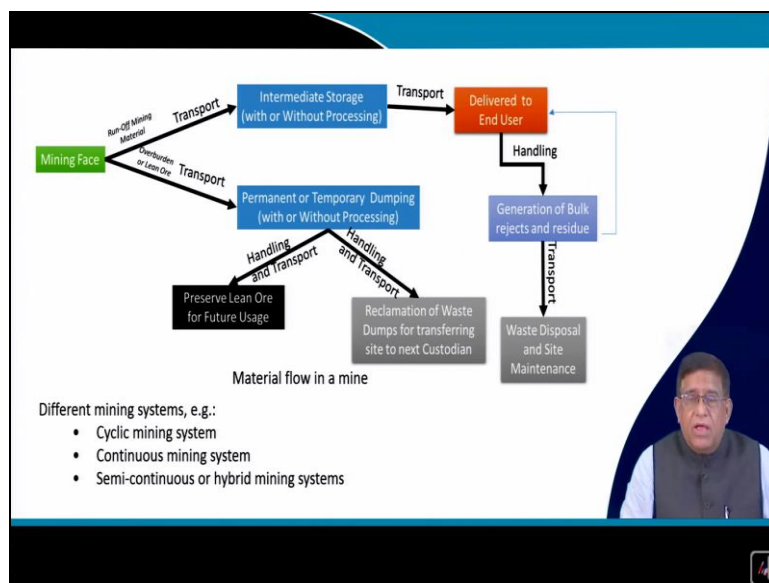 Run-Off Mining
Material
Transport
Intermediate Storage
(with or Without Processing)
Transport
Delivered to
End User
Mining Face
Overburden
or Lean Ore
Transport
Handling
Permanent or Temporary Dumping
(with or Without Processing)
Generation of Bulk
rejects and residue
Handling
and Transport
Handling
and Transport
Transport
Preserve Lean Ore
for Future Usage
Reclamation of Waste
Dumps for transferring
site to next Custodian
Waste Disposal
and Site
Maintenance
Material flow in a mine
Different mining systems, e.g.:
• Cyclic mining system
• Continuous mining system
• Semi-continuous or hybrid mining systems